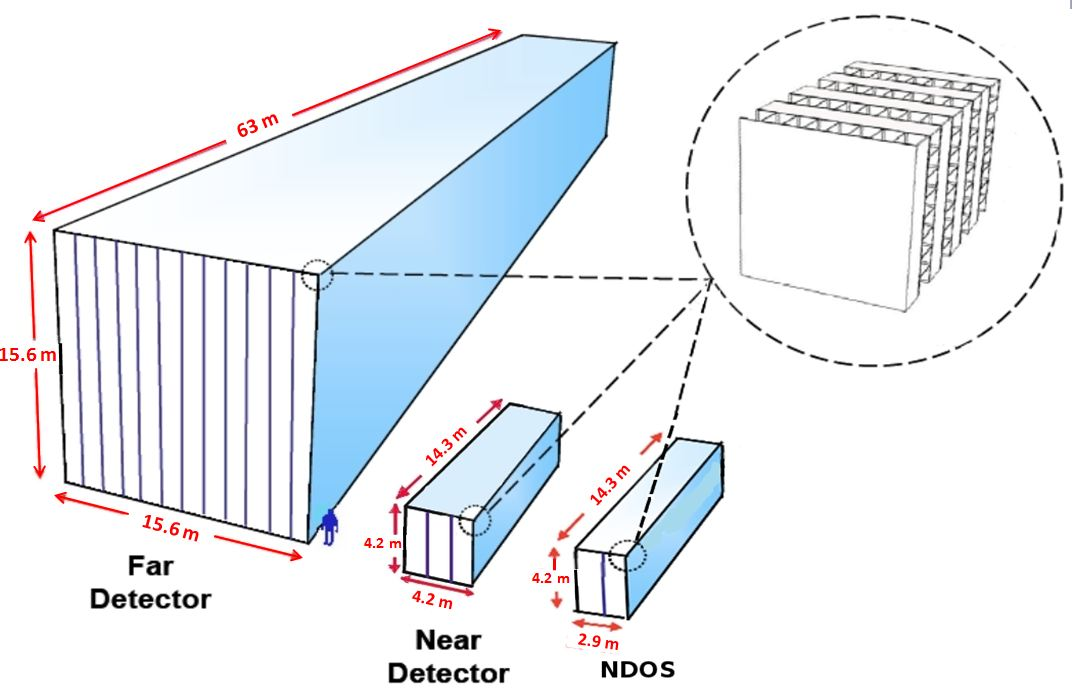 63 m
15.6 m
15.6 m
Far
Detector
14.3 m
4.2 m
4.2 m
Near
Detector
14.3 m
4.2 m
2.9 m
NDOS